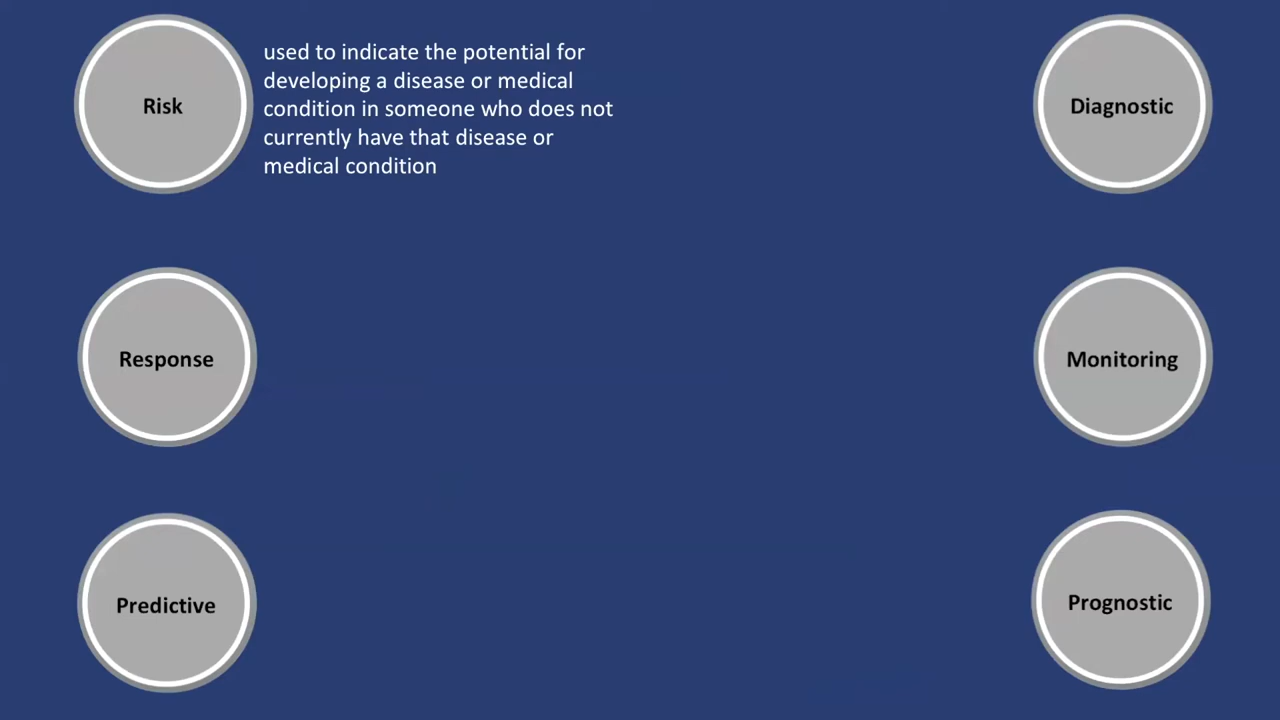 Risk
used to indicate the potential for
developing a disease or medical
condition in someone who does not
currently have that disease or
medical condition
Diagnostic
Response
Monitoring
Predictive
Prognostic